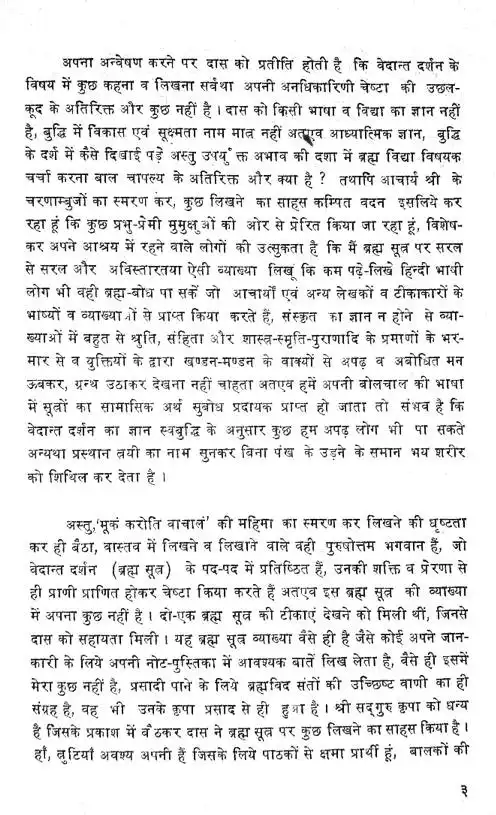 अपना अन्वेषण करने पर दास को प्रतीति होती है कि वेदान्त दर्शन के
विषय में कुछ कहना व लिखना सर्वथा अपनी अनधिकारिणी चेष्टा की उछल-
कूद के अतिरिक्त और कुछ नहीं है । दास को किसी भाषा व विद्या का ज्ञान नहीं
है, बुद्धि में विकास एवं सूक्ष्मता नाम मात्र नहीं अतएव आध्यात्मिक ज्ञान, बुद्धि
के दर्श में कैसे दिखाई पड़े अस्तु उपर्युक्त अभाव की दशा में ब्रह्म विद्या विषयक
चर्चा करना बाल चापल्य के अतिरिक्त और क्या है ? तथापि आचार्य श्री के
चरणाम्बुजों का स्मरण कर, कुछ लिखने का साहस कम्पित वदन इसलिये कर
रहा हूं कि कुछ प्रभु-प्रेमी मुमुक्षुओं की ओर से प्रेरित किया जा रहा हूं, विशेष-
कर अपने आश्रय में रहने वाले लोगों की उत्सुकता है कि मैं ब्रह्म सूत्र पर सरल
से सरल और अविस्तारतया ऐसी व्याख्या लिखू कि कम पढ़े-लिखे हिन्दी भाषी
लोग भी वही ब्रह्म-बोध पा सकें जो आचार्यों एवं अन्य लेखकों व टीकाकारों के
भाष्यों व व्याख्याओं से प्राप्त किया करते हैं, संस्कृत का ज्ञान न होने से व्या-
ख्याओं में बहुत से श्रुति, संहिता और शास्त्र-स्मृति-पुराणादि के प्रमाणों के भर-
मार से व युक्तियों के द्वारा खण्डन-मण्डन के वाक्यों से अपढ़ व अबोधित मन
ऊबकर, ग्रन्थ उठाकर देखना नहीं चाहता अतएव हमें अपनी बोलचाल की भाषा
में सूत्रों का सामासिक अर्थ सुबोध प्रदायक प्राप्त हो जाता तो संभव है कि
वेदान्त दर्शन का ज्ञान स्वबुद्धि के अनुसार कुछ हम अपढ़ लोग भी पा सकते
अन्यथा प्रस्थान त्रयी का नाम सुनकर बिना पंख के उड़ने के समान भय शरीर
को शिथिल कर देता है ।
अस्तु,'मूकं करोति वाचालं' की महिमा का स्मरण कर लिखने की धृष्टता
कर ही बैठा, वास्तव में लिखने व लिखाने वाले वही पुरुषोत्तम भगवान हैं, जो
वेदान्त दर्शन (ब्रह्म सूत्र) के पद-पद में प्रतिष्ठित हैं, उनकी शक्ति व प्रेरणा से
ही प्राणी प्राणित होकर चेष्टा किया करते हैं अतएव इस ब्रह्म सूत्र की व्याख्या
में अपना कुछ नहीं है । दो-एक ब्रह्म सूत्र की टीकाएं देखने को मिली थीं, जिनसे
दास को सहायता मिली । यह ब्रह्म सूत्र व्याख्या वैसे ही है जैसे कोई अपने जान-
कारी के लिये अपनी नोट-पुस्तिका में आवश्यक बातें लिख लेता है, वैसे ही इसमें
मेरा कुछ नहीं है, प्रसादी पाने के लिये ब्रह्मविद संतों की उच्छिष्ट वाणी का ही
संग्रह है, वह भी उनके कृपा प्रसाद से ही हुआ है । श्री सद्गुरु कृपा को धन्य
है जिसके प्रकाश में बैठकर दास ने ब्रह्म सूत्र पर कुछ लिखने का साहस किया है ।
हाँ, त्रुटियाँ अवश्य अपनी हैं जिसके लिये पाठकों से क्षमा प्रार्थी हूं, बालकों की
३